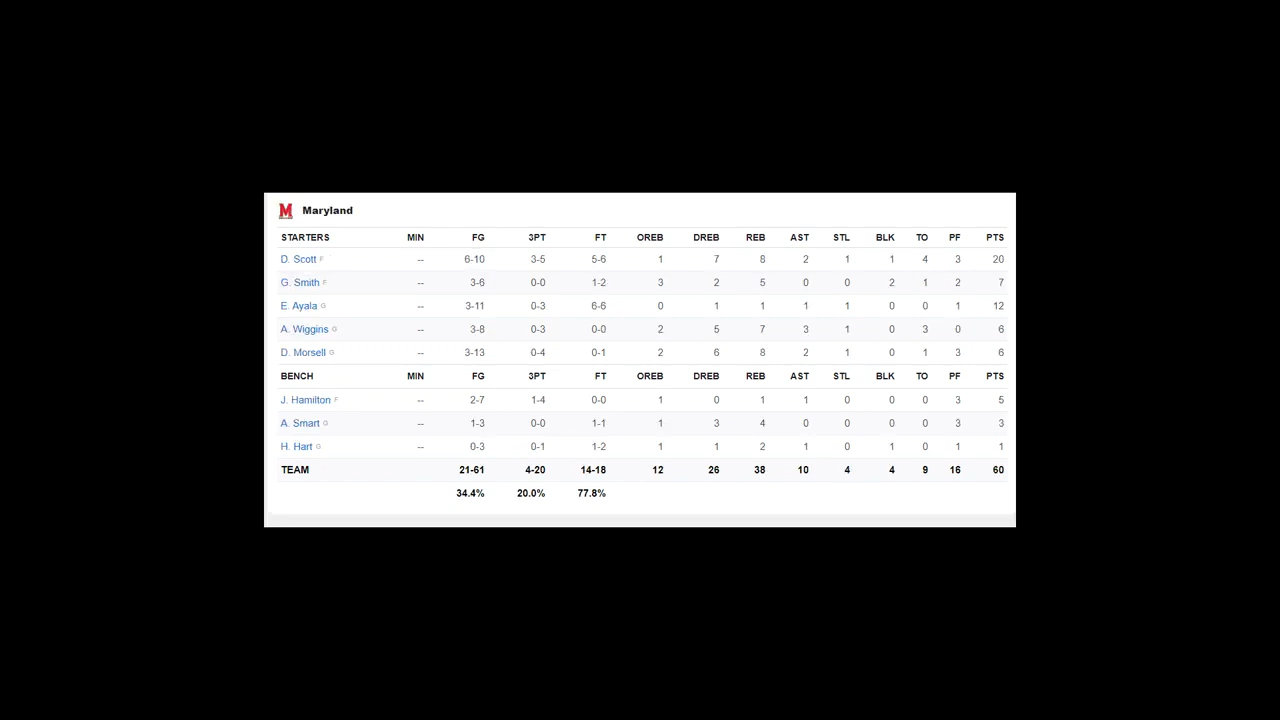 M Maryland
STARTERS MIN FG 3PT FT OREB DREB REB AST STL BLK TO PF PTS
D. Scott F -- 6-10 3-5 5-6 1 7 8 2 1 1 4 3 20
G. Smith F -- 3-6 0-0 1-2 3 2 5 0 0 2 1 2 7
E. Ayala G -- 3-11 0-3 6-6 0 1 1 1 1 0 0 1 12
A. Wiggins G -- 3-8 0-3 0-0 2 5 7 3 1 0 3 0 6
D. Morsell G -- 3-13 0-4 0-1 2 6 8 2 1 0 1 3 6
BENCH MIN FG 3PT FT OREB DREB REB AST STL BLK TO PF PTS
J. Hamilton F -- 2-7 1-4 0-0 1 0 1 1 0 0 0 3 5
A. Smart G -- 1-3 0-0 1-1 1 3 4 0 0 0 0 3 3
H. Hart G -- 0-3 0-1 1-2 1 1 2 1 0 1 0 1 1
TEAM 21-61 4-20 14-18 12 26 38 10 4 4 9 16 60
34.4% 20.0% 77.8%